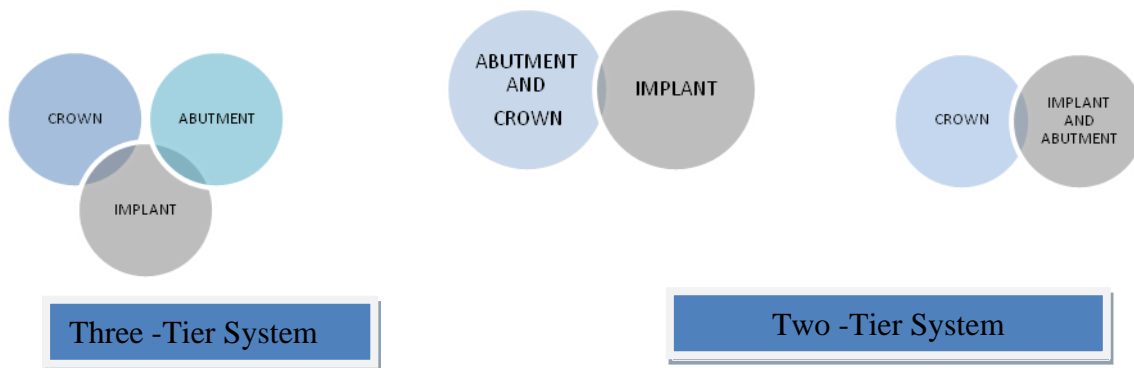 CROWN
ABUTMENT
IMPLANT
Three -Tier System
ABUTMENT
AND
CROWN
IMPLANT
CROWN
IMPLANT
AND
ABUTMENT
Two -Tier System